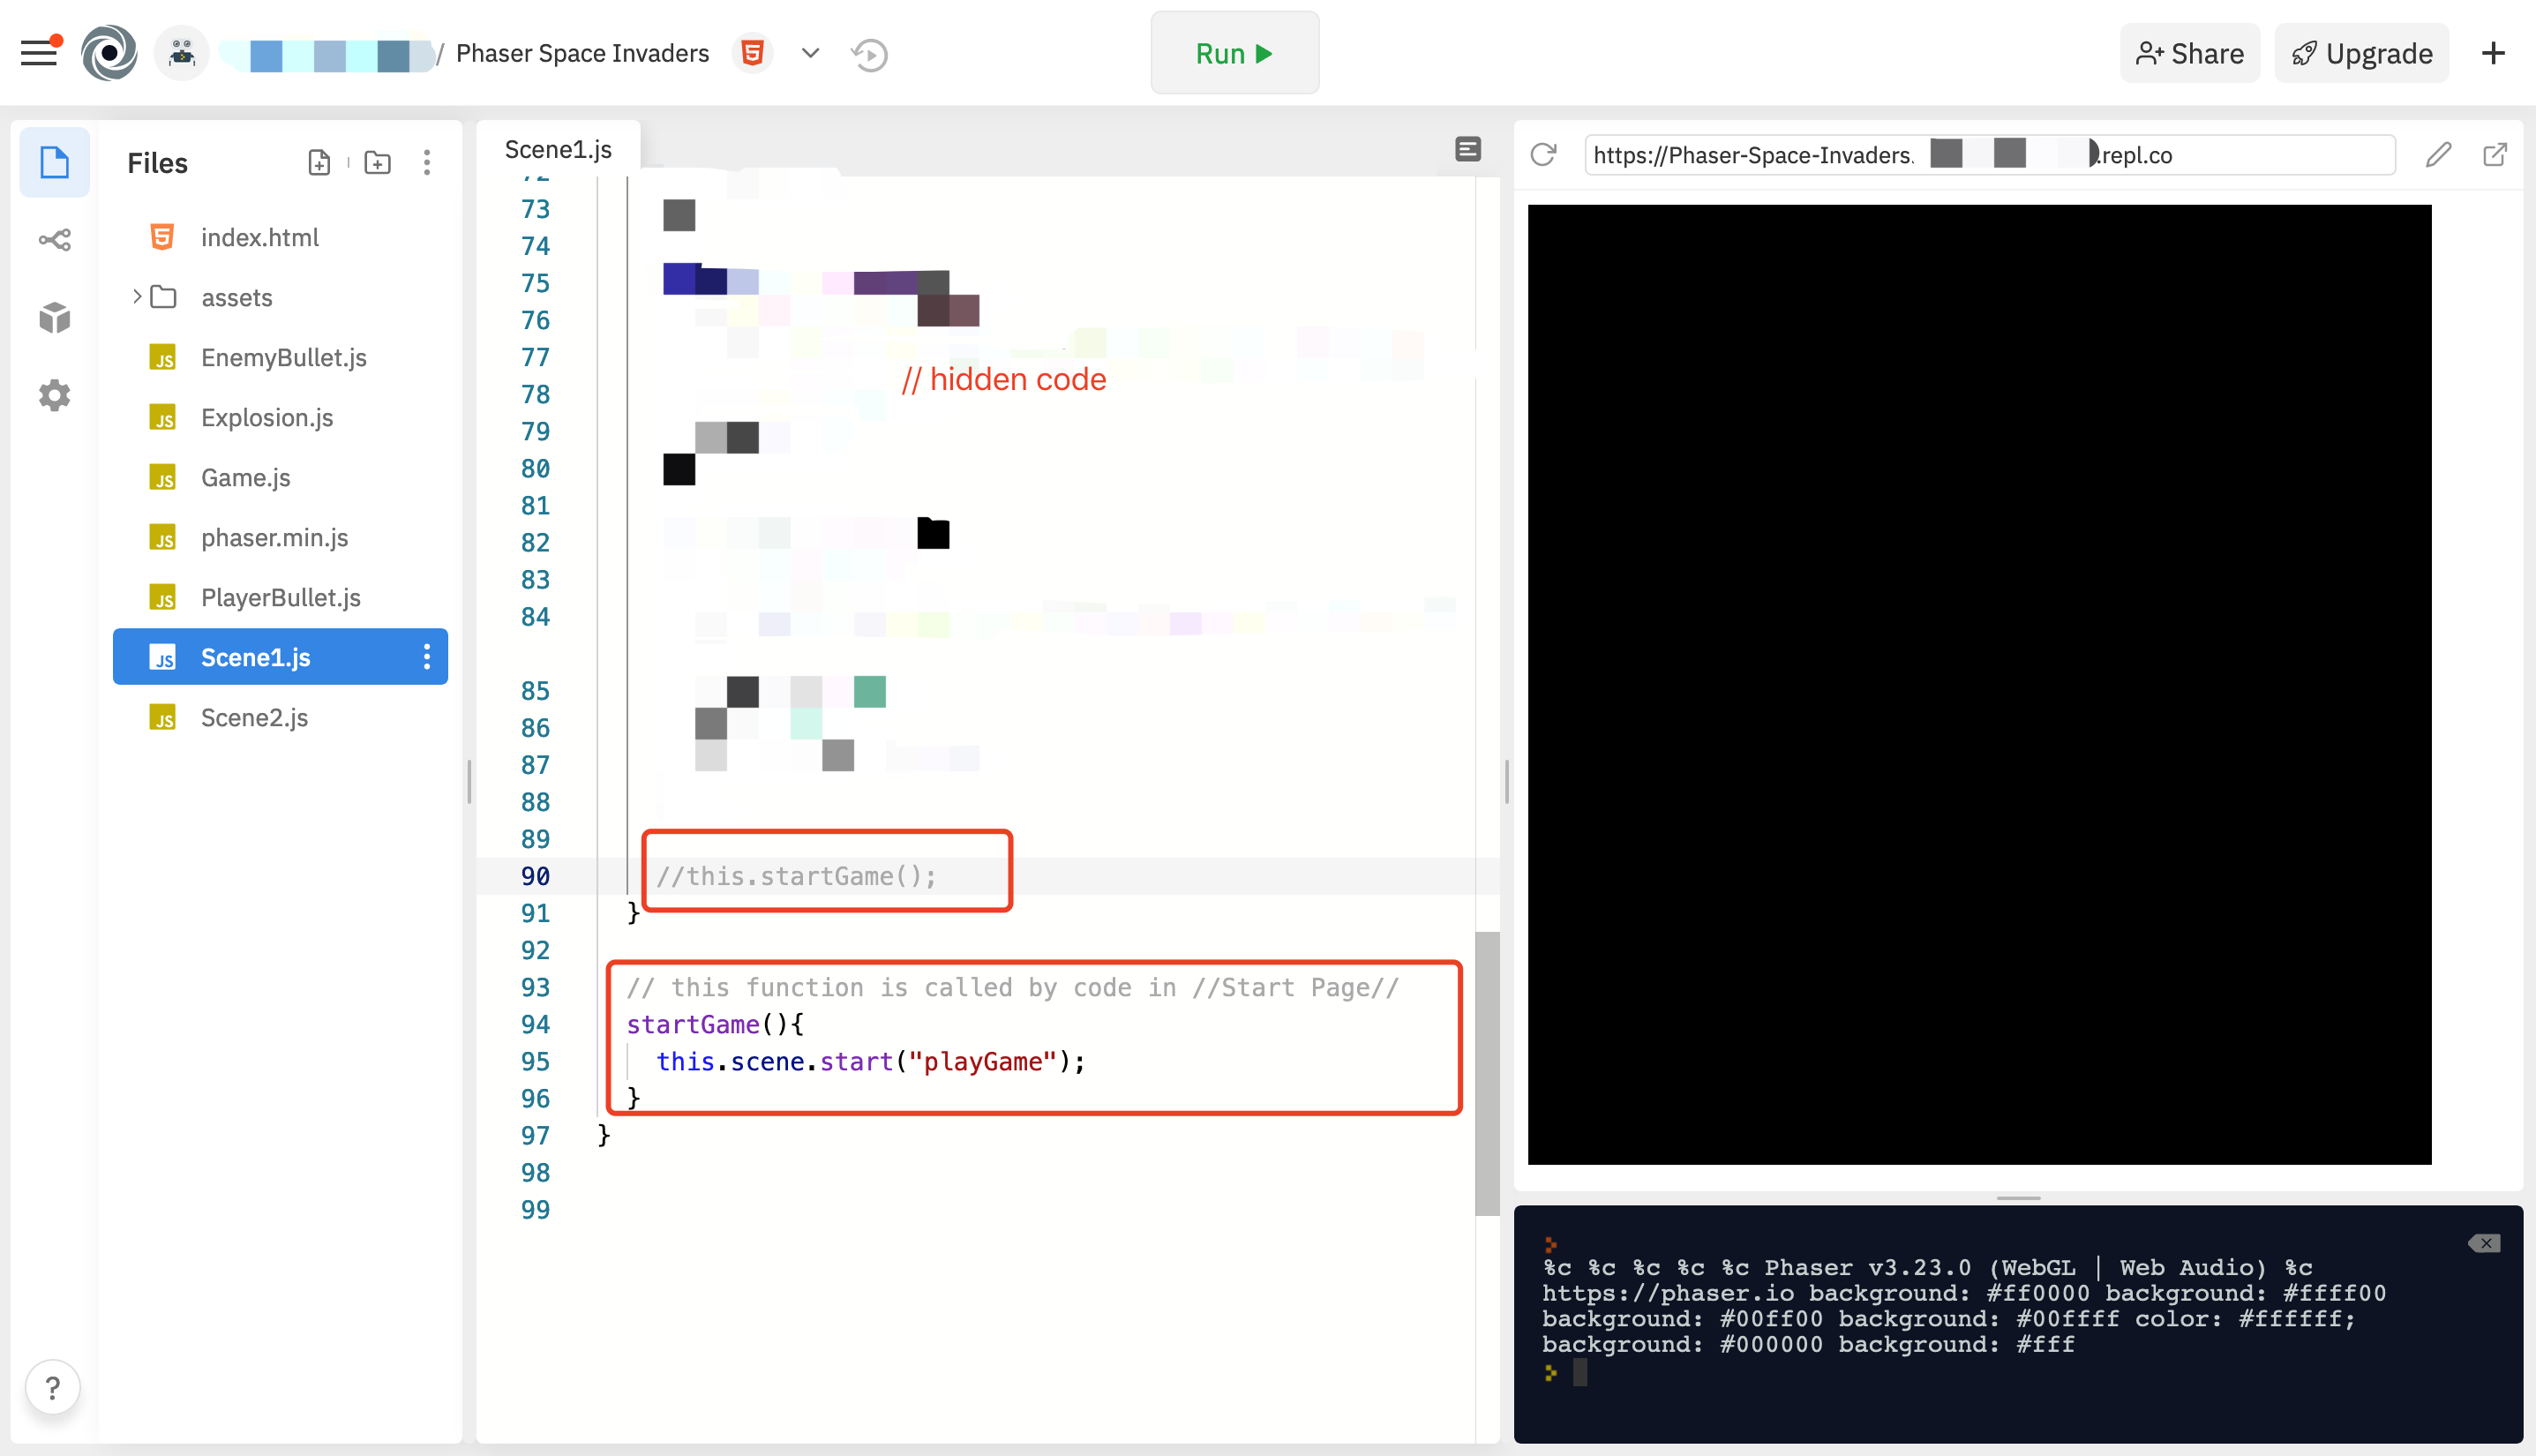 / Phaser Space Invaders
Run
Share
Upgrade
Files
index.html
assets
EnemyBullet.js
Explosion.js
Game.js
phaser.min.js
PlayerBullet.js
Scene1.js
Scene2.js
?
Scene1.js
72
73
74
75
76
77
// hidden code
78
79
80
81
82
83
84
85
86
87
88
89
90 //this.startGame();
91 }
92
93 // this function is called by code in //Start Page//
94 startGame(){
95 this.scene.start("playGame");
96 }
97 }
98
99
https://Phaser-Space-Invaders. .repl.co
%c %c %c %c %c Phaser v3.23.0 (WebGL | Web Audio) %c
https://phaser.io background: #ff0000 background: #ffff00
background: #00ff00 background: #00ffff color: #ffffff;
background: #000000 background: #fff